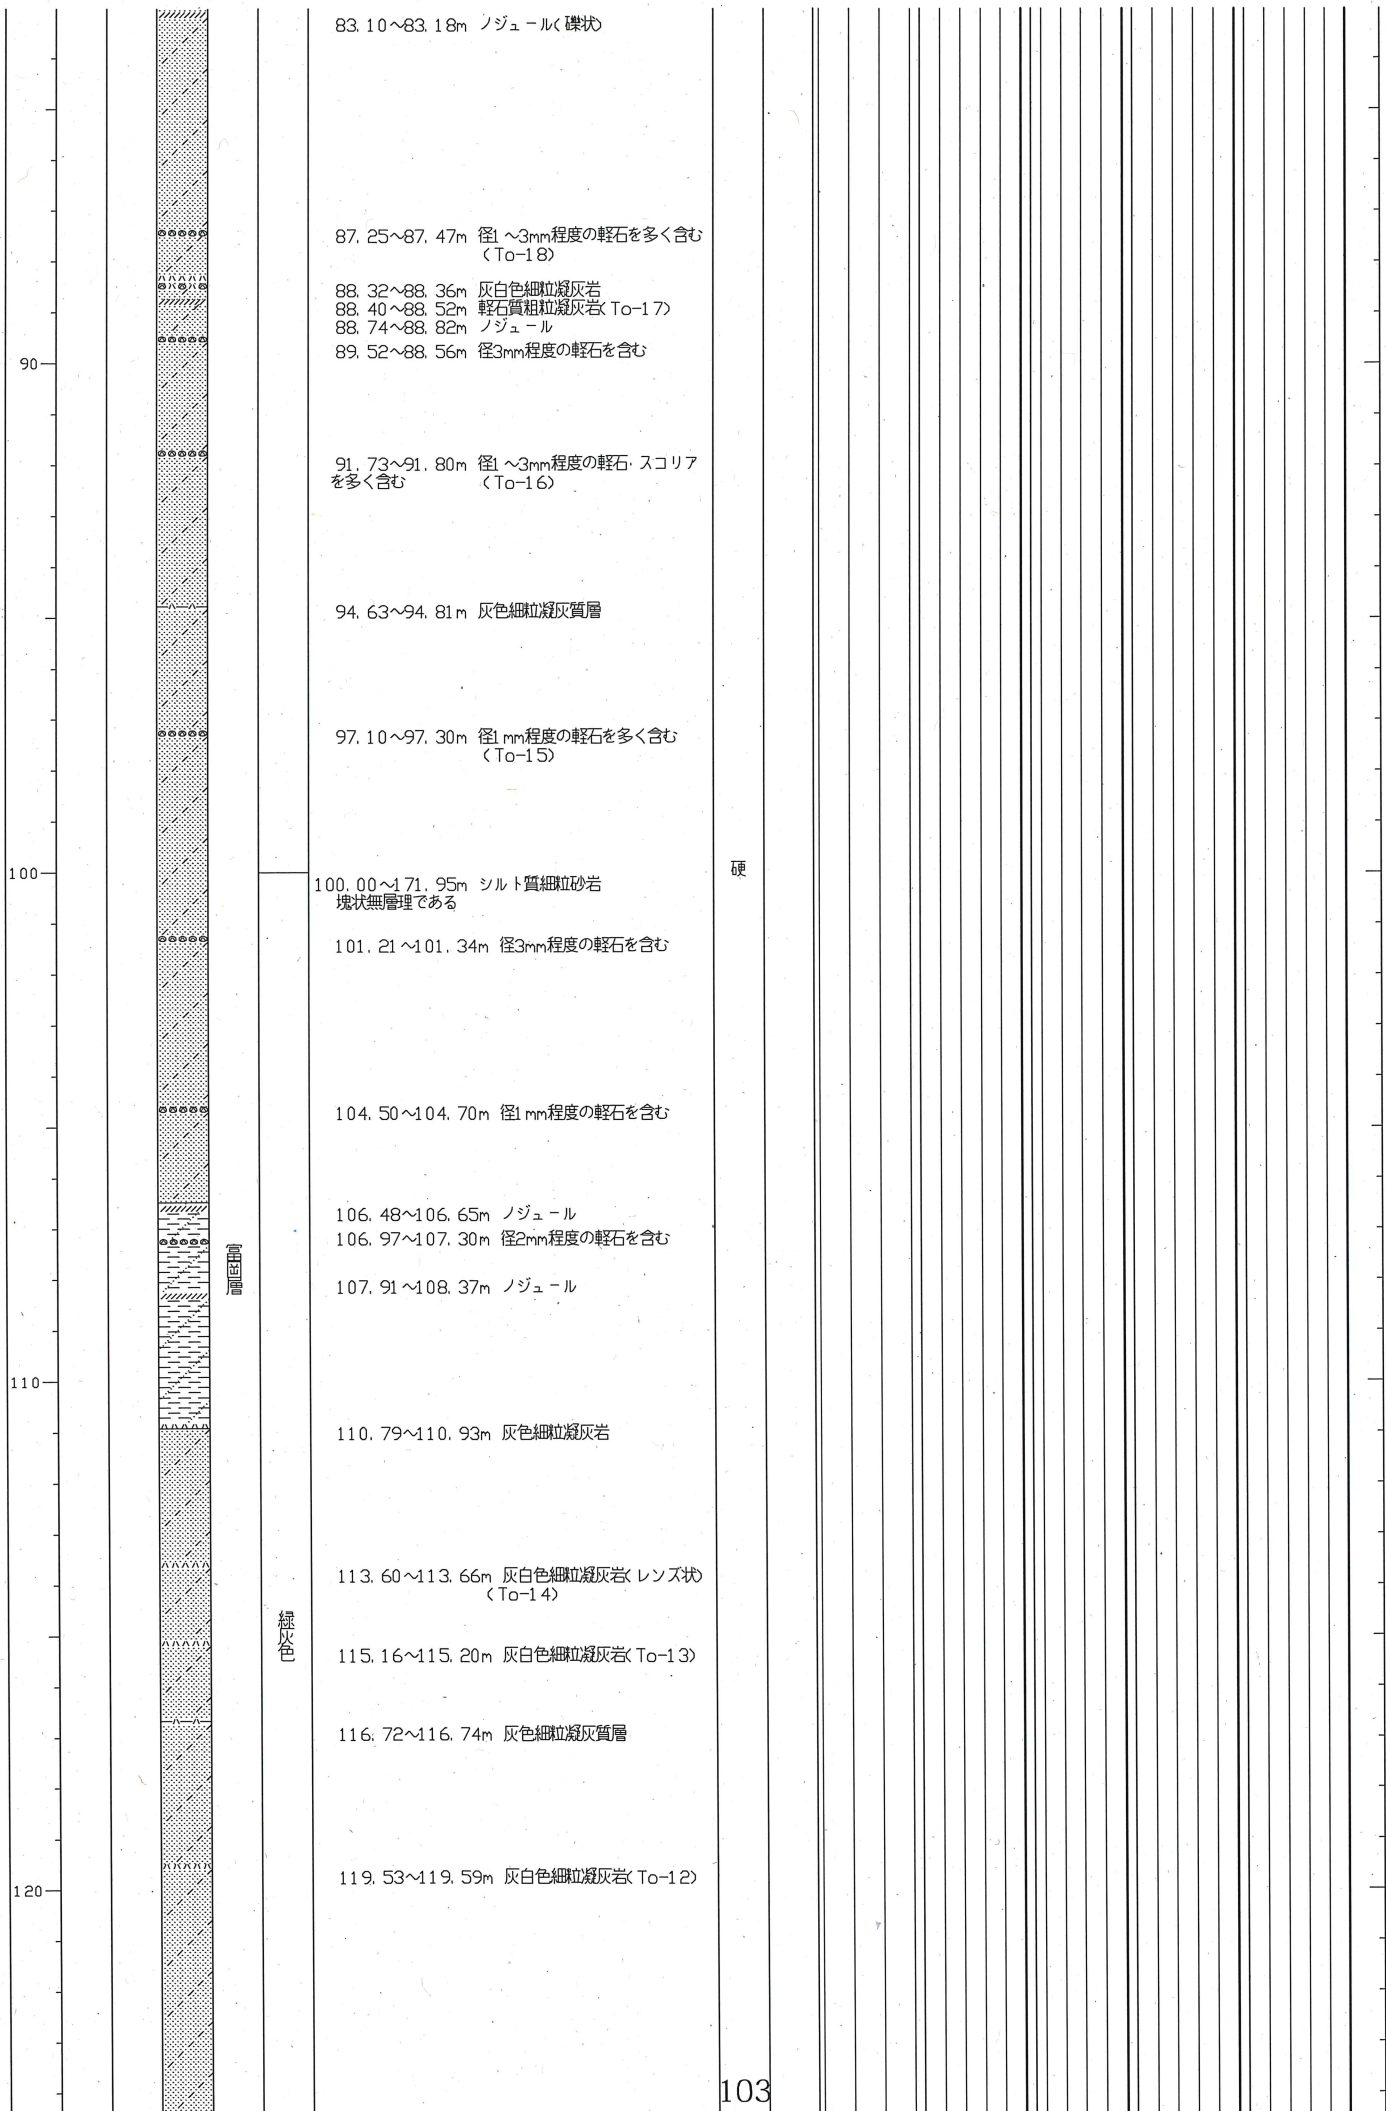 83.10～83.18m ノジュール(礫状)
87.25～87.47m 径1～3mm程度の軽石を多く含む
(To-18)
88.32～88.36m 灰白色細粒凝灰岩
88.40～88.52m 軽石質粗粒凝灰岩(To-17)
88.74～88.82m ノジュール
89.52～88.56m 径3mm程度の軽石を含む
90
91.73～91.80m 径1～3mm程度の軽石・スコリア
を多く含む (To-16)
94.63～94.81m 灰色細粒凝灰質層
97.10～97.30m 径1mm程度の軽石を多く含む
(To-15)
硬
100
100.00～171.95m シルト質細粒砂岩
塊状無層理である
101.21～101.34m 径3mm程度の軽石を含む
104.50～104.70m 径1mm程度の軽石を含む
106.48～106.65m ノジュール
106.97～107.30m 径2mm程度の軽石を含む
富岡層
107.91～108.37m ノジュール
110
110.79～110.93m 灰色細粒凝灰岩
113.60～113.66m 灰白色細粒凝灰岩(レンズ状)
(To-14)
緑灰色
115.16～115.20m 灰白色細粒凝灰岩(To-13)
116.72～116.74m 灰色細粒凝灰質層
119.53～119.59m 灰白色細粒凝灰岩(To-12)
120
103